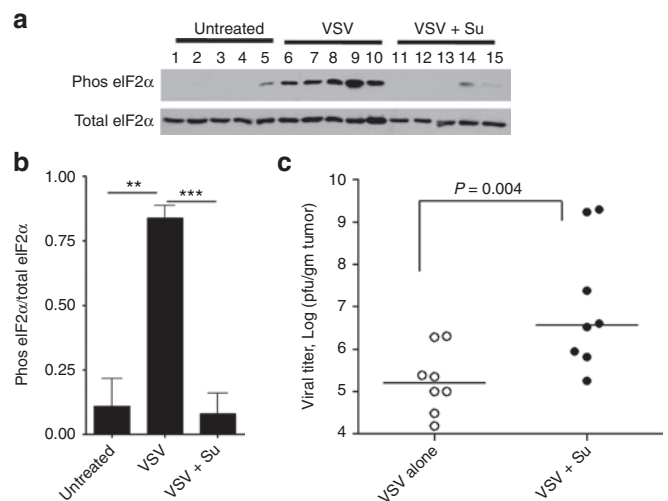 a
Untreated VSV VSV + Su
1 2 3 4 5 6 7 8 9 10 11 12 13 14 15
Phos eIF2α
Total eIF2α
b
Phos eIF2α/total eIF2α
1.00
0.75
0.50
0.25
0.00
** ***
Untreated
VSV
VSV + Su
c
Viral titer, Log (pfu/gm tumor)
10
9
8
7
6
5
4
P = 0.004
VSV alone
VSV + Su